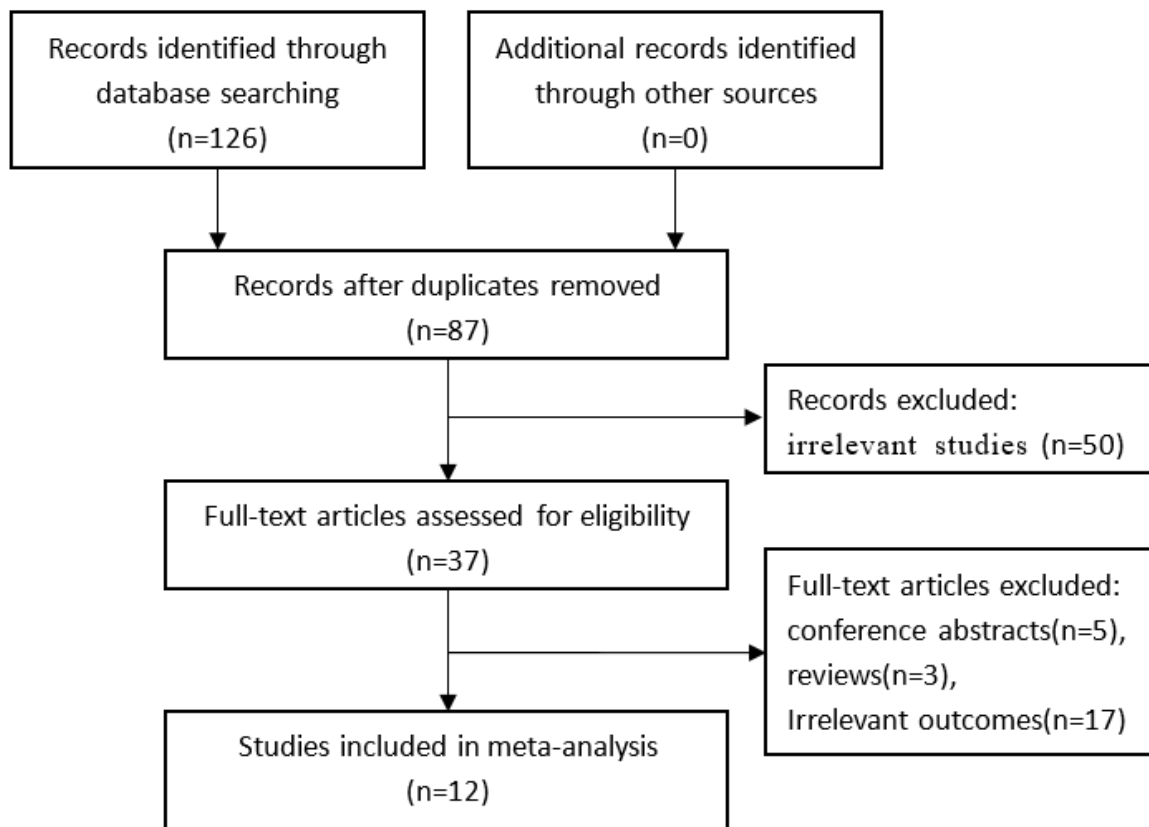 Records identified through
database searching
(n=126)
Additional records identified
through other sources
(n=0)
Records after duplicates removed
(n=87)
Records excluded:
irrelevant studies (n=50)
Full-text articles assessed for eligibility
(n=37)
Full-text articles excluded:
conference abstracts(n=5),
reviews(n=3),
Irrelevant outcomes(n=17)
Studies included in meta-analysis
(n=12)